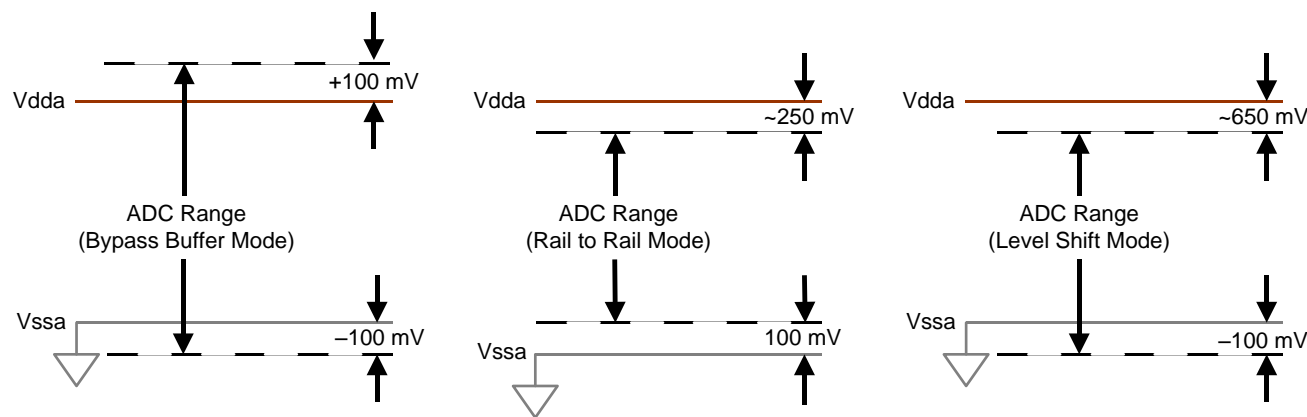 +100 mV
Vdda
ADC Range
(Bypass Buffer Mode)
Vssa
–100 mV
Vdda
~250 mV
ADC Range
(Rail to Rail Mode)
100 mV
Vssa
Vdda
~650 mV
ADC Range
(Level Shift Mode)
Vssa
–100 mV